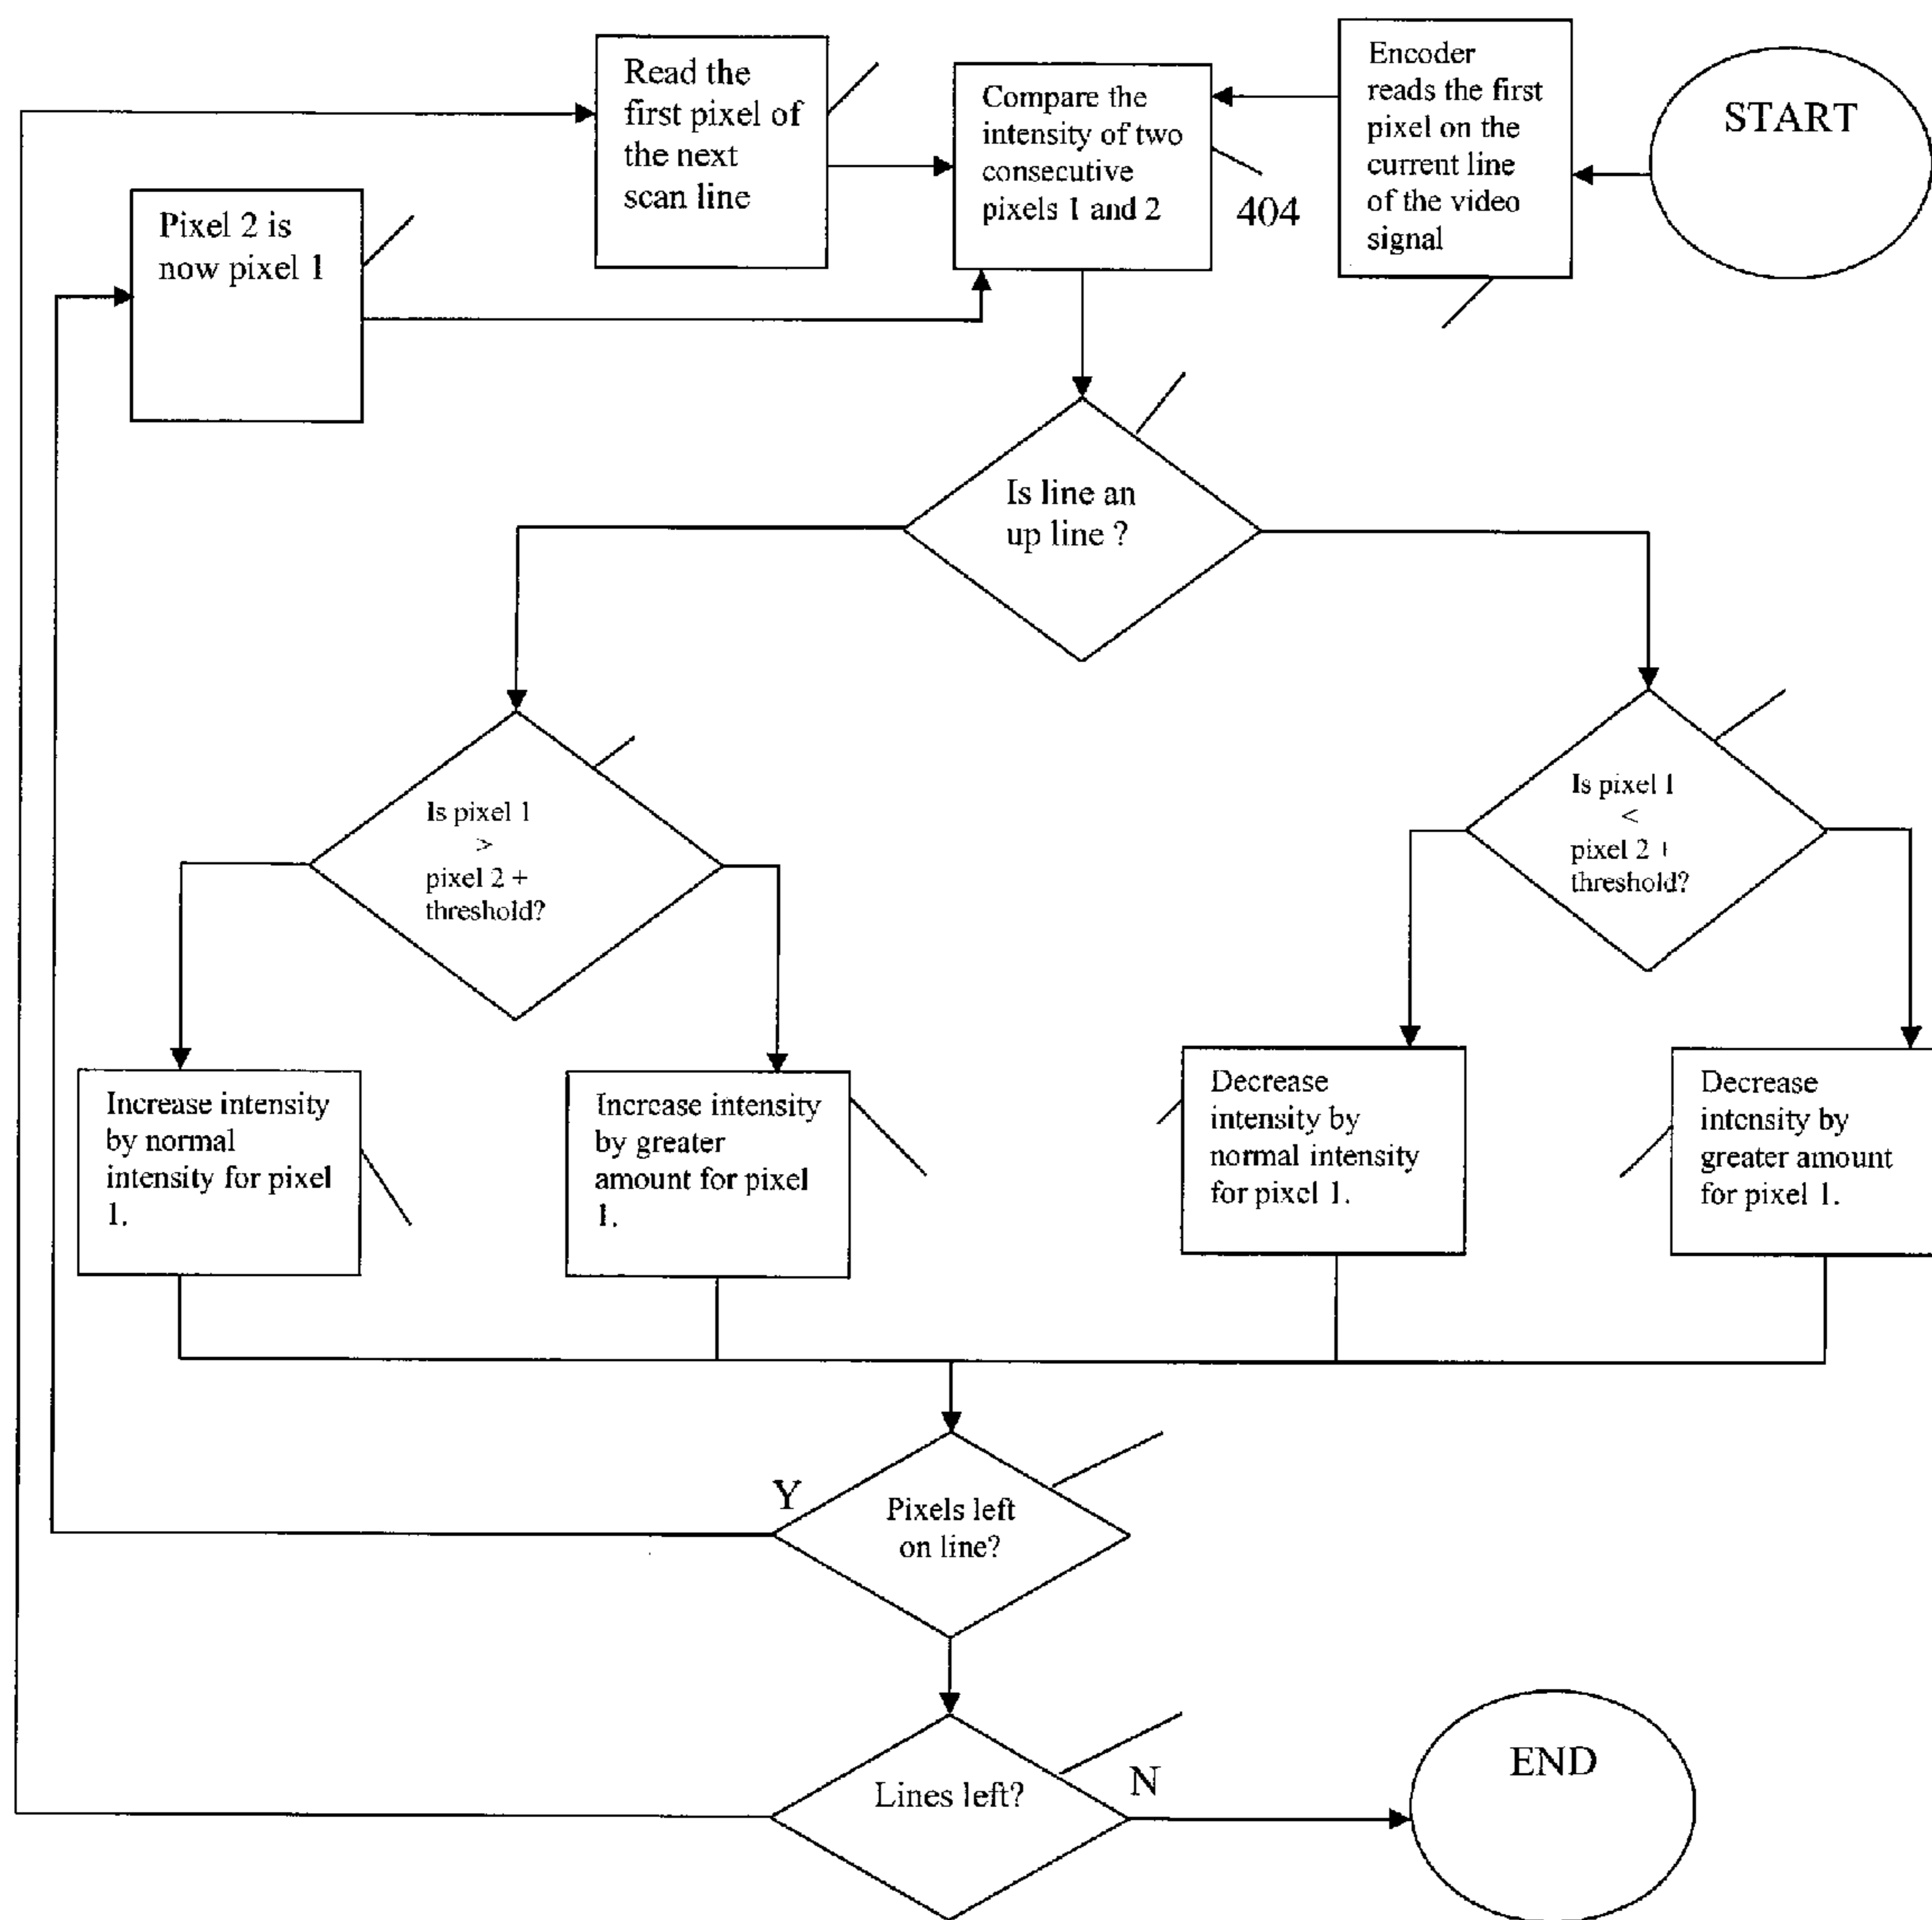 Read the
first pixel of
the next
scan line
Compare the
intensity of two
consecutive
pixels 1 and 2
404
Encoder
reads the first
pixel on the
current line
of the video
signal
START
Pixel 2 is
now pixel 1
Is line an
up line ?
Is pixel 1
>
pixel 2 +
threshold?
Is pixel 1
<
pixel 2 +
threshold?
Increase intensity
by normal
intensity for pixel
1.
Increase intensity
by greater
amount for pixel
1.
Decrease
intensity by
normal intensity
for pixel 1.
Decrease
intensity by
greater amount
for pixel 1.
Y
Pixels left
on line?
Lines left?
N
END